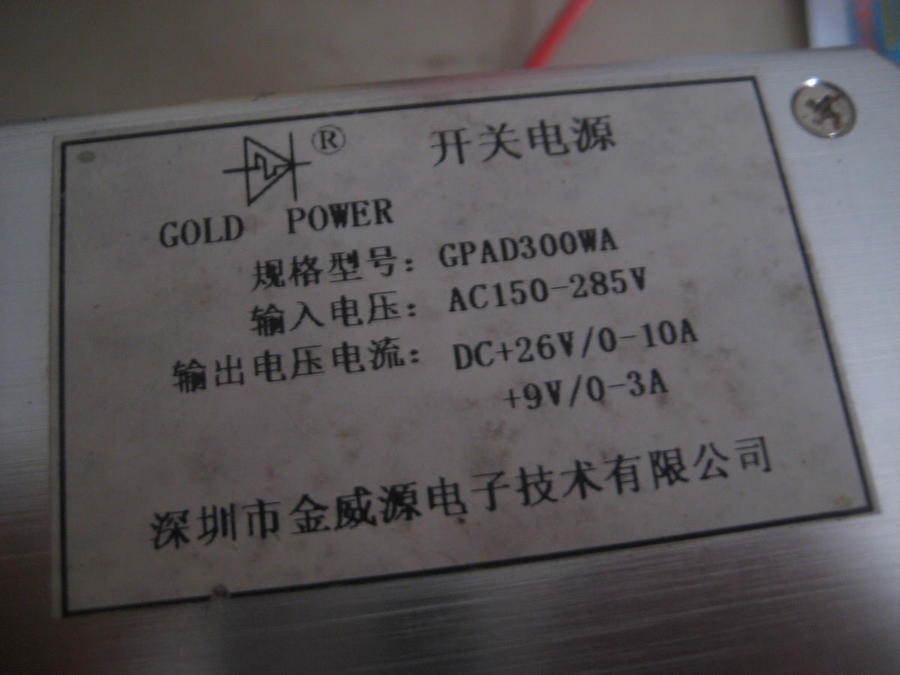 ® 开关电源
GOLD POWER
规格型号：GPAD300WA
输入电压：AC150-285V
输出电压电流：DC+26V/0-10A
+9V/0-3A
深圳市金威源电子技术有限公司